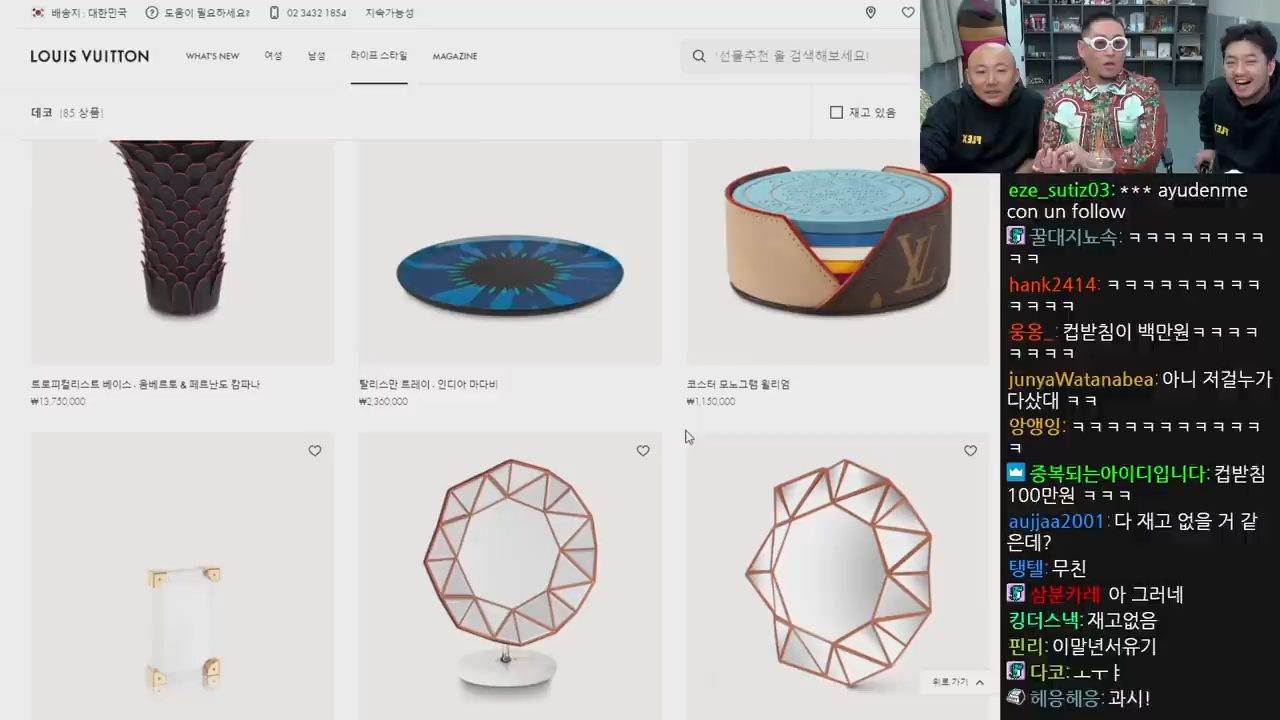 배송지 : 대한민국
도움이 필요하세요?
02 3432 1854
지속가능성
LOUIS VUITTON
WHAT'S NEW
여성
남성
라이프 스타일
MAGAZINE
'선물추천'을 검색해보세요!
데코 (85 상품)
재고 있음
트로피컬리스트 베이스 - 움베르토 & 페르난도 캄파나
₩13,750,000
탈리스만 트레이 - 인디아 마다비
₩2,360,000
코스터 모노그램 윌리엄
₩1,150,000
위로 가기
FLEX
FLEX
eze_sutiz03: *** ayudenme
con un follow
꿀대지뇨속: ㅋㅋㅋㅋㅋㅋㅋㅋ
ㅋㅋ
hank2414: ㅋㅋㅋㅋㅋㅋㅋㅋㅋ
ㅋㅋㅋㅋ
웅옹_: 컵받침이 백만원ㅋㅋㅋㅋ
ㅋㅋㅋㅋ
junyaWatanabea: 아니 저걸누가
다샀대 ㅋㅋ
앙앵잉: ㅋㅋㅋㅋㅋㅋㅋㅋㅋㅋㅋ
ㅋ
중복되는아이디입니다: 컵받침
100만원 ㅋㅋㅋ
aujjaa2001: 다 재고 없을 거 같
은데?
탱텔: 무친
삼분카레 아 그러네
킹더스낵: 재고없음
핀리: 이말년서유기
다코: ㅗㅜㅑ
헤응헤응: 과시!